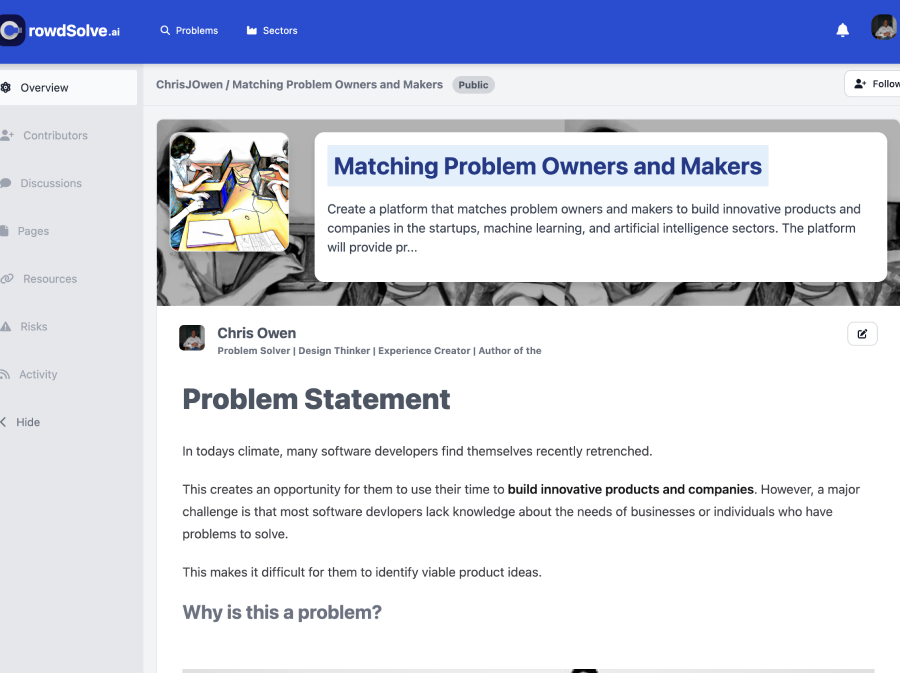 rowdSolve.ai
Problems
Sectors
Overview
Contributors
Discussions
Pages
Resources
Risks
Activity
Hide
ChrisJOwen / Matching Problem Owners and Makers
Public
Follow
Matching Problem Owners and Makers
Create a platform that matches problem owners and makers to build innovative products and
companies in the startups, machine learning, and artificial intelligence sectors. The platform
will provide pr...
Chris Owen
Problem Solver | Design Thinker | Experience Creator | Author of the
Problem Statement
In todays climate, many software developers find themselves recently retrenched.
This creates an opportunity for them to use their time to build innovative products and companies. However, a major
challenge is that most software devlopers lack knowledge about the needs of businesses or individuals who have
problems to solve.
This makes it difficult for them to identify viable product ideas.
Why is this a problem?